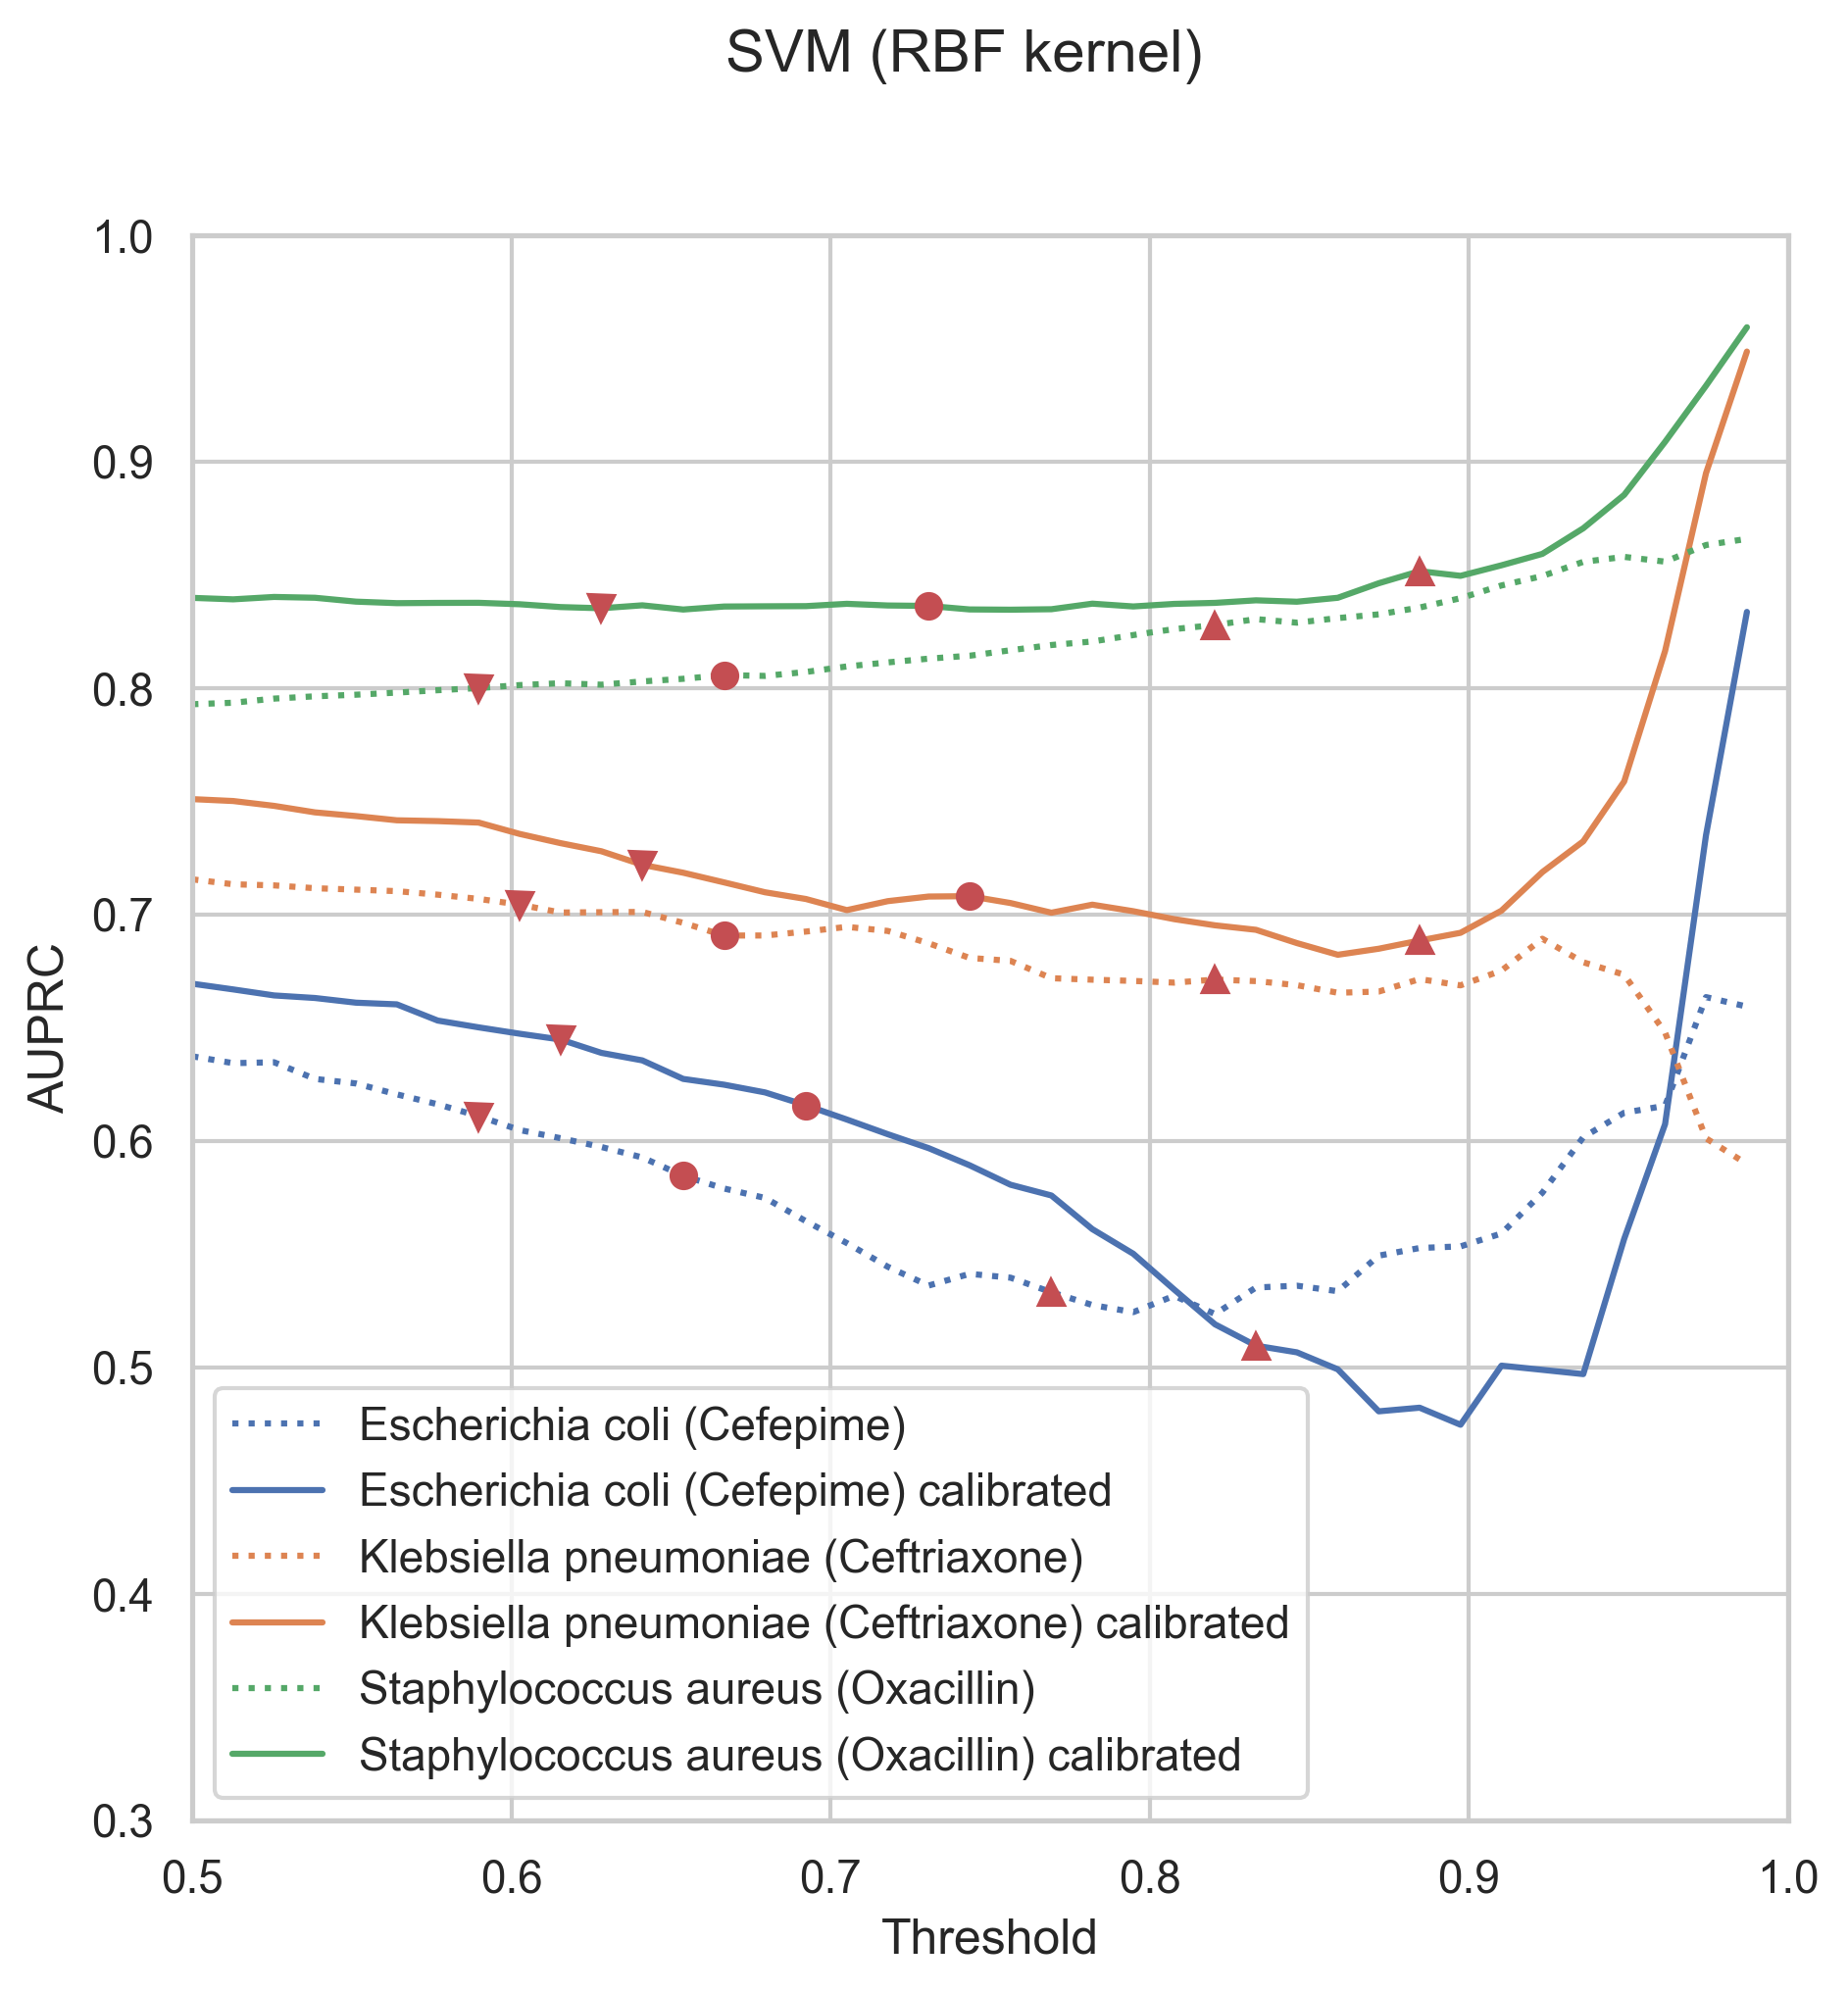 SVM (RBF kernel)
1.0
0.9
0.8
0.7
0.6
0.5
0.4
0.3
AUPRC
Escherichia coli (Cefepime)
Escherichia coli (Cefepime) calibrated
Klebsiella pneumoniae (Ceftriaxone)
Klebsiella pneumoniae (Ceftriaxone) calibrated
Staphylococcus aureus (Oxacillin)
Staphylococcus aureus (Oxacillin) calibrated
0.5 0.6 0.7 0.8 0.9 1.0
Threshold